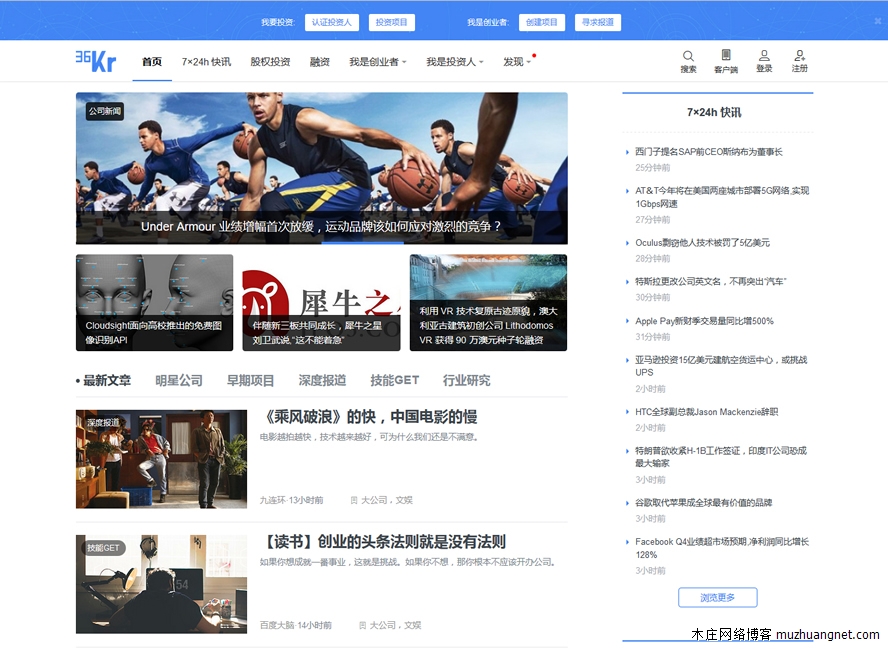 我要投资: 认证投资人 投资项目 我是创业者: 创建项目 寻求报道
36Kr 首页 7×24h 快讯 股权投资 融资 我是创业者 我是投资人 发现 搜索 客户端 登录 注册
公司新闻
Under Armour 业绩增幅首次放缓，运动品牌该如何应对激烈的竞争？
Cloudsight面向高校推出的免费图
像识别API
犀牛之
伴随新三板共同成长，犀牛之星
刘卫武说,“这不能着急”
利用 VR 技术复原古迹原貌，澳大
利亚古建筑初创公司 Lithodomos
VR 获得 90 万澳元种子轮融资
• 最新文章 明星公司 早期项目 深度报道 技能GET 行业研究
深度报道
《乘风破浪》的快，中国电影的慢
电影越拍越快，技术越来越好，可为什么我们还是不满意。
九连环·13小时前 大公司，文娱
技能GET
【读书】创业的头条法则就是没有法则
如果你想成就一番事业，这就是挑战。如果你不想，那你根本不应该开办公司。
百度大脑·14小时前 大公司，文娱
7×24h 快讯
西门子提名SAP前CEO斯纳布为董事长
25分钟前
AT&T今年将在美国两座城市部署5G网络,实现
1Gbps网速
27分钟前
Oculus剽窃他人技术被罚了5亿美元
28分钟前
特斯拉更改公司英文名，不再突出“汽车”
30分钟前
Apple Pay新财季交易量同比增500%
31分钟前
亚马逊投资15亿美元建航空货运中心，或挑战
UPS
2小时前
HTC全球副总裁Jason Mackenzie辞职
2小时前
特朗普欲收紧H-1B工作签证，印度IT公司恐成
最大输家
3小时前
谷歌取代苹果成全球最有价值的品牌
3小时前
Facebook Q4业绩超市场预期,净利润同比增长
128%
3小时前
浏览更多
木庄网络博客 muzhuangnet.com